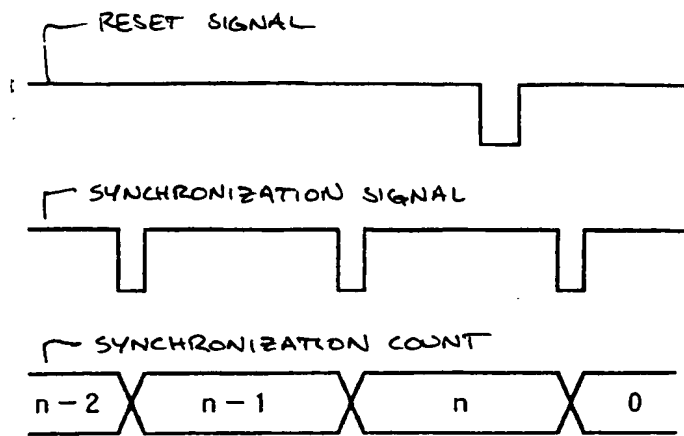 RESET SIGNAL
SYNCHRONIZATION SIGNAL
SYNCHRONIZATION COUNT
n-2 n-1 n 0